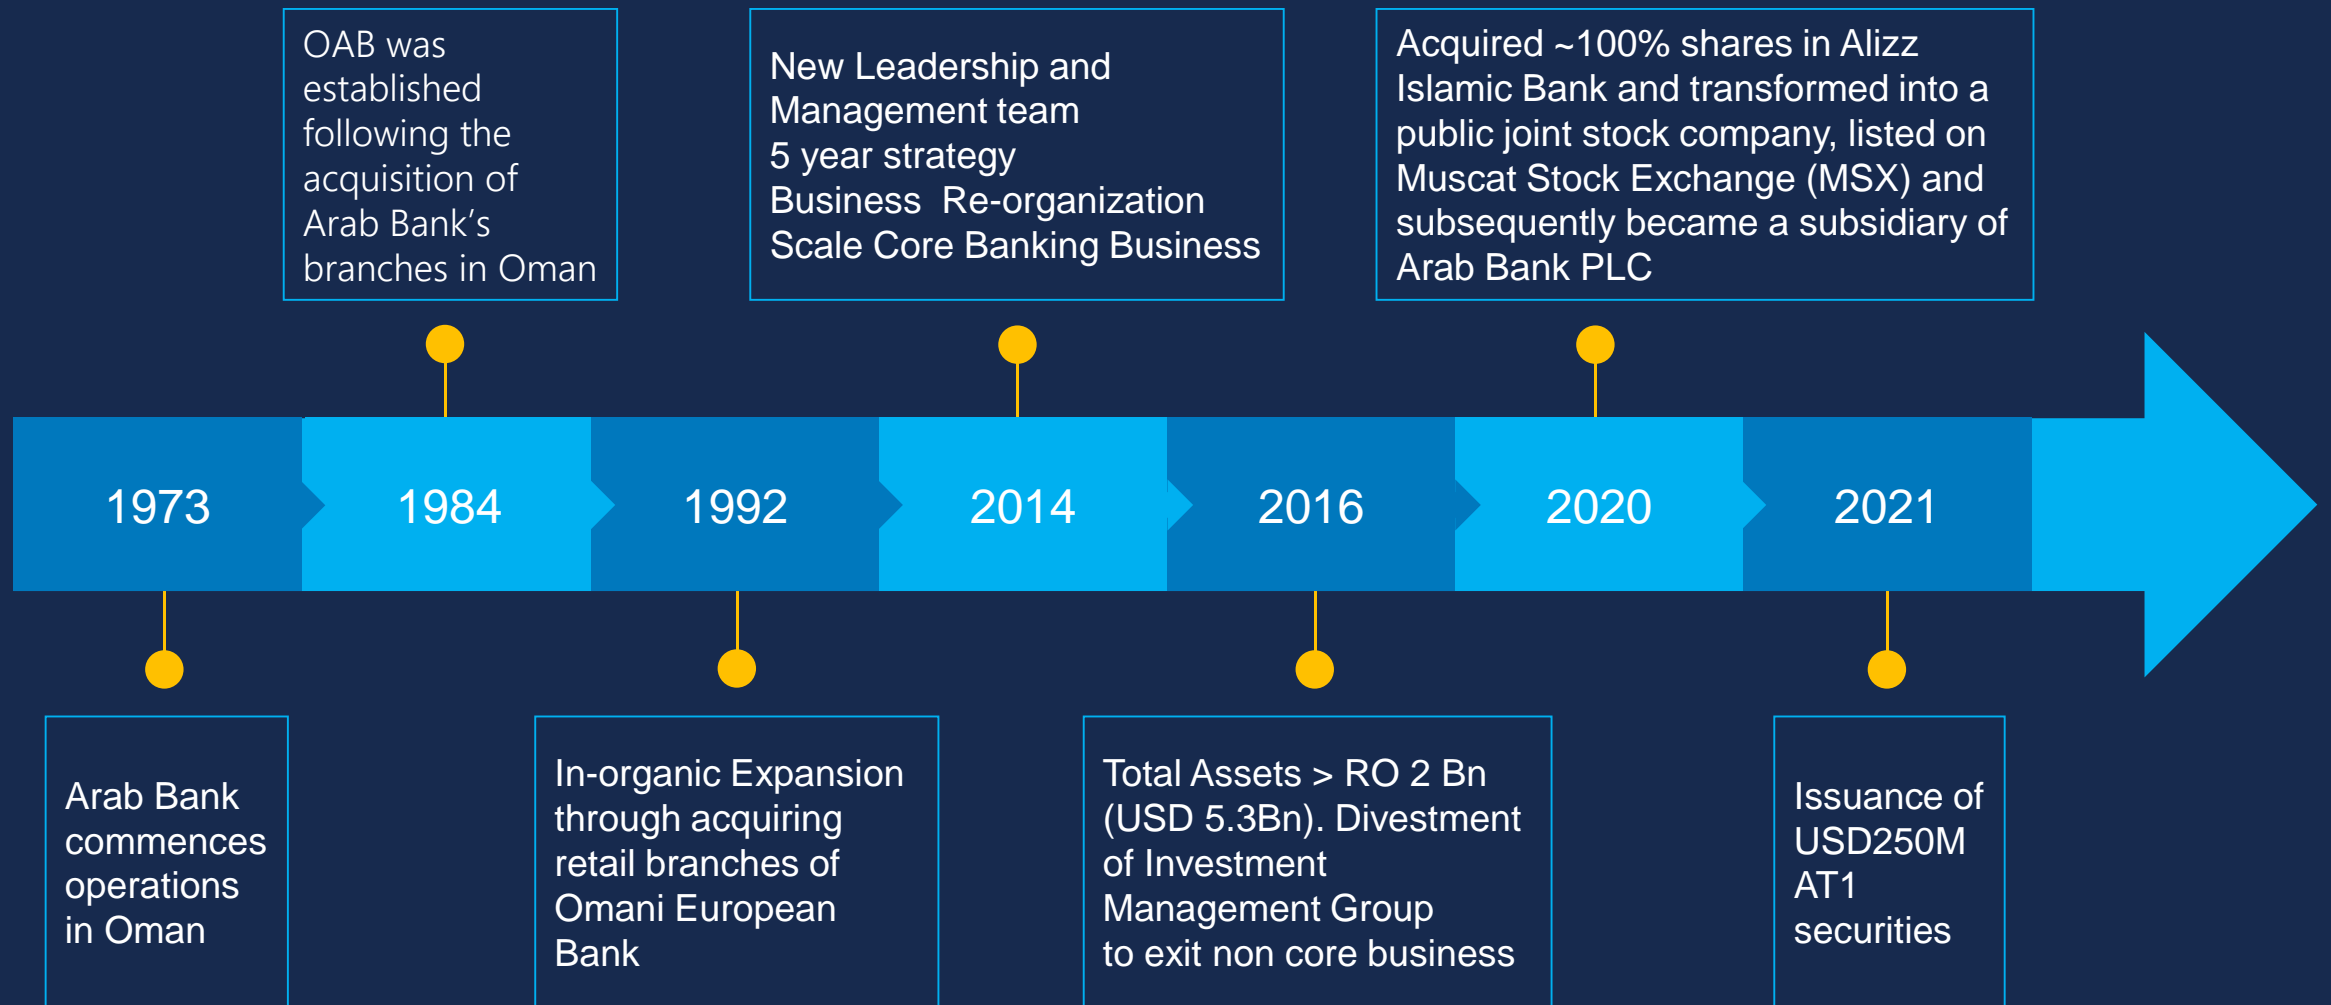 OAB was
established
following the
acquisition of
Arab Bank’s
branches in Oman
New Leadership and
Management team
5 year strategy
Business Re-organization
Scale Core Banking Business
Acquired ~100% shares in Alizz
Islamic Bank and transformed into a
public joint stock company, listed on
Muscat Stock Exchange (MSX) and
subsequently became a subsidiary of
Arab Bank PLC
1973
1984
1992
2014
2016
2020
2021
Arab Bank
commences
operations
in Oman
In-organic Expansion
through acquiring
retail branches of
Omani European
Bank
Total Assets > RO 2 Bn
(USD 5.3Bn). Divestment
of Investment
Management Group
to exit non core business
Issuance of
USD250M
AT1
securities